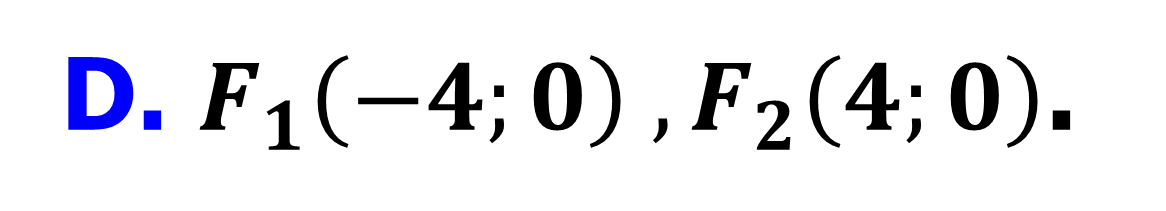 D. F₁(−4; 0) , F₂(4; 0).